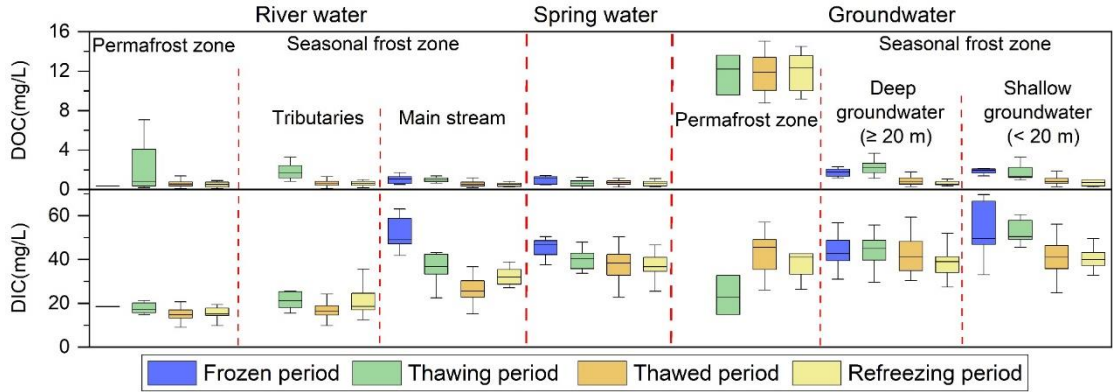 River water Spring water Groundwater
Permafrost zone Seasonal frost zone Seasonal frost zone
Tributaries Main stream Permafrost zone
Deep groundwater (≥ 20 m)
Shallow groundwater (< 20 m)
DOC(mg/L)
16
12
8
4
0
DIC(mg/L)
60
40
20
0
Frozen period Thawing period Thawed period Refreezing period